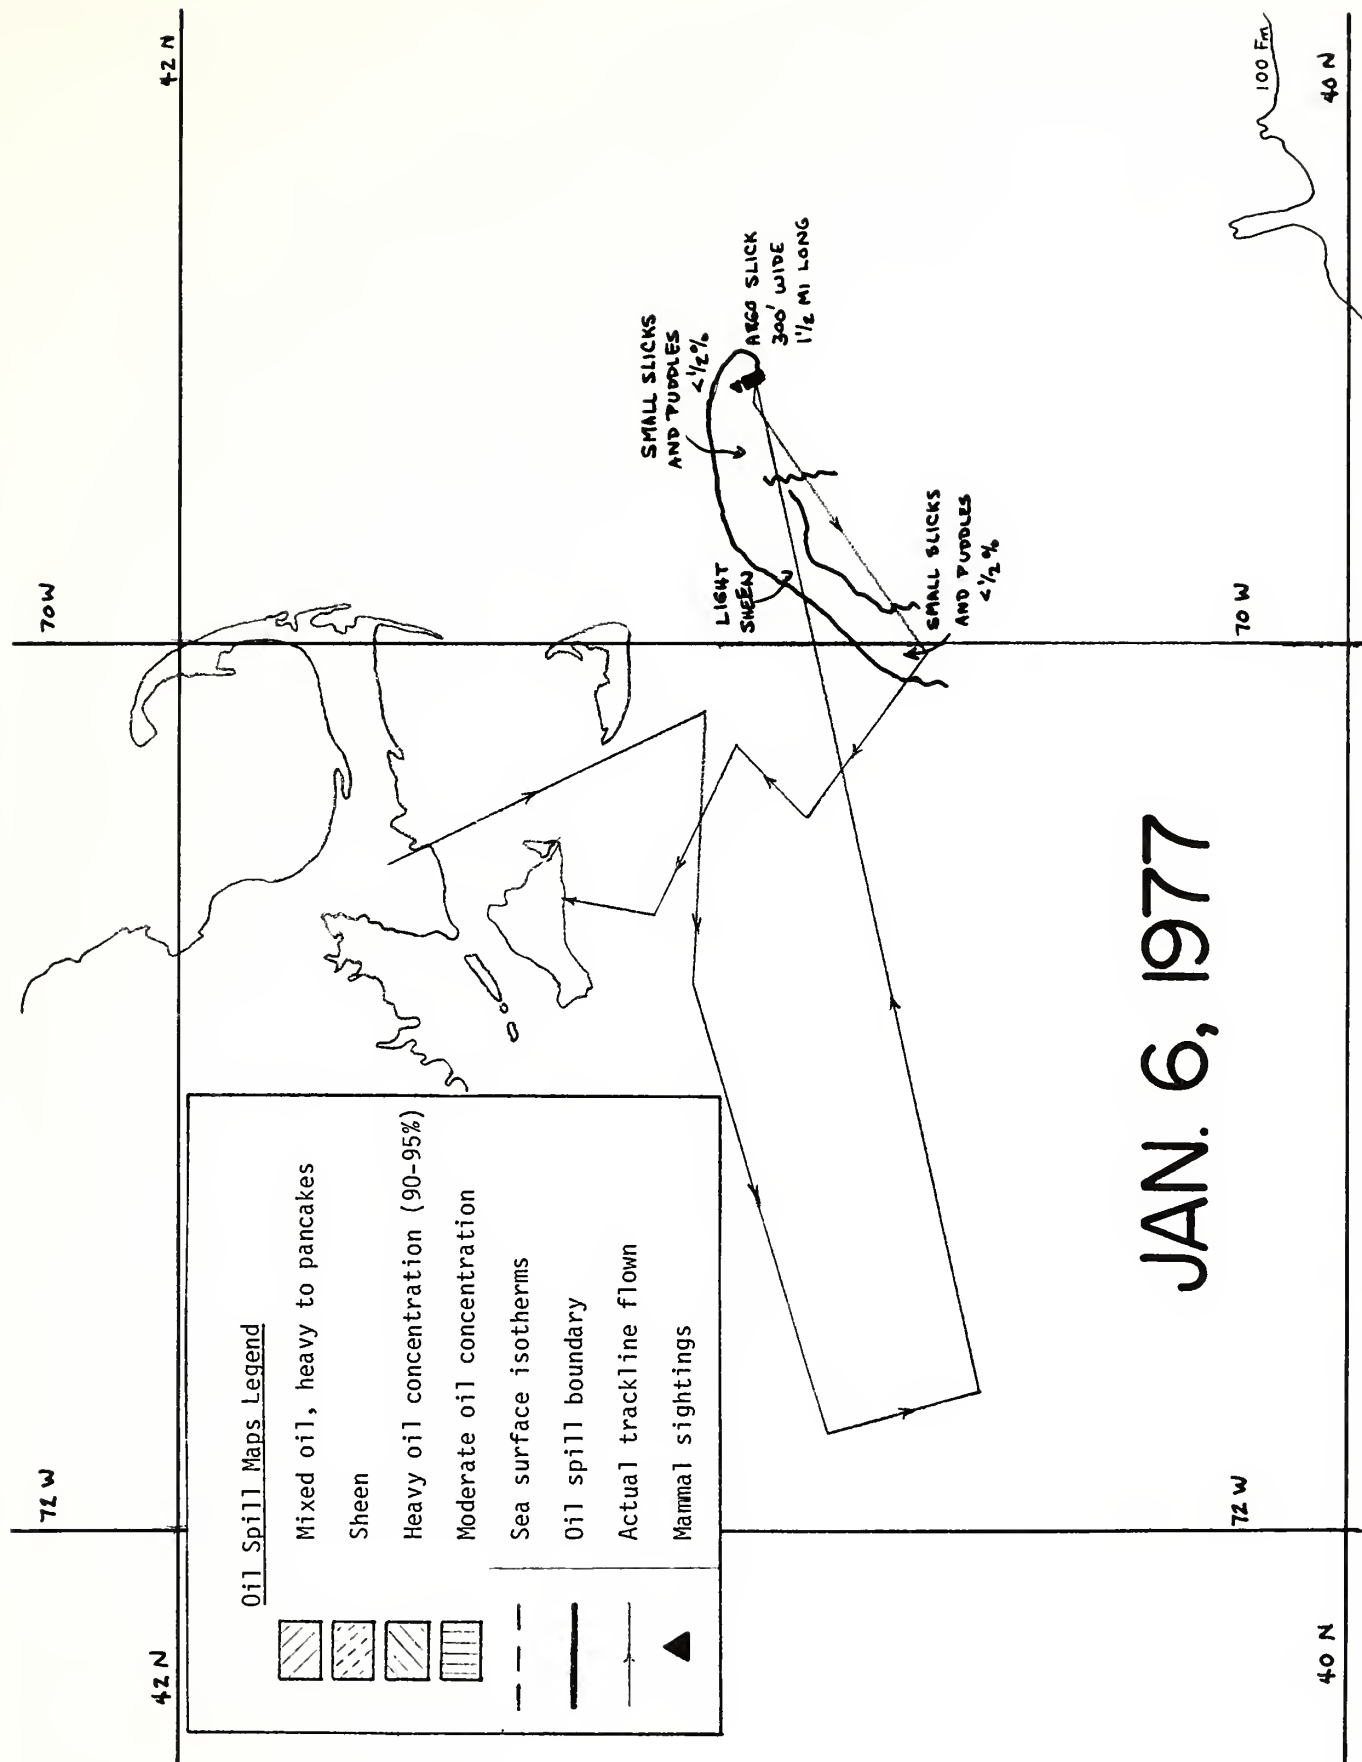 42 N
42 N
72 W
70 W
Oil Spill Maps Legend
Mixed oil, heavy to pancakes
Sheen
Heavy oil concentration (90-95%)
Moderate oil concentration
Sea surface isotherms
Oil spill boundary
Actual trackline flown
Mammal sightings
SMALL SLICKS
AND PUDDLES
<1/2%
ARGO SLICK
300' WIDE
1 1/2 MI LONG
LIGHT
SHEEN
SMALL SLICKS
AND PUDDLES
<1/2%
JAN. 6, 1977
72 W
70 W
100 Fm
40 N
40 N